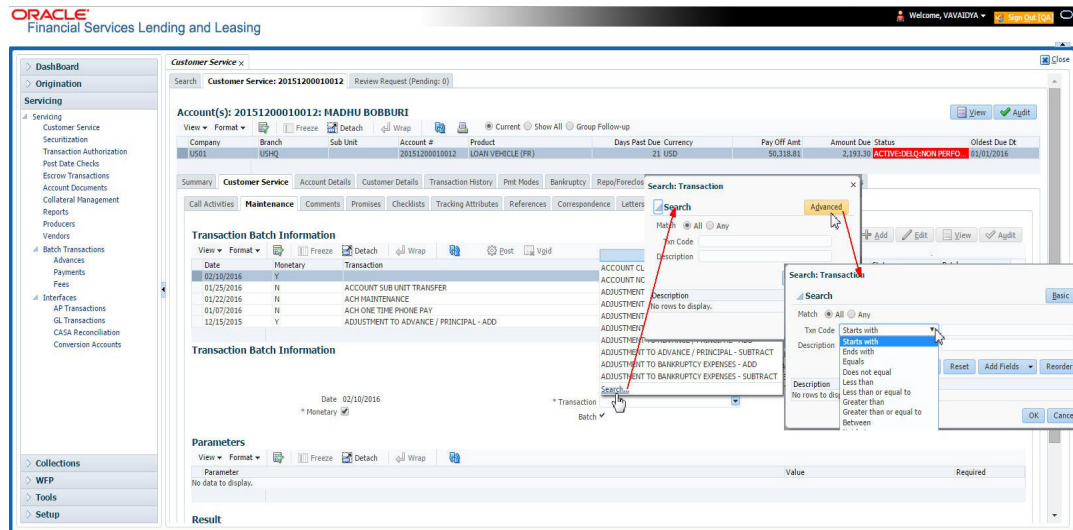 ORACLE
Financial Services Lending and Leasing
Welcome, VAVAIDYA
Sign Out [QA]
Close
DashBoard
Origination
Servicing
Servicing
Customer Service
Securitization
Transaction Authorization
Post Date Checks
Escrow Transactions
Account Documents
Collateral Management
Reports
Producers
Vendors
Batch Transactions
Advances
Payments
Fees
Interfaces
AP Transactions
GL Transactions
CASA Reconciliation
Conversion Accounts
Collections
WFP
Tools
Setup
Customer Service x
Search Customer Service: 20151200010012 Review Request (Pending: 0)
Account(s): 20151200010012: MADHU BOBBURI
View Audit
View Format Freeze Detach Wrap Current Show All Group Follow-up
Company Branch Sub Unit Account # Product Days Past Due Currency Pay Off Amt Amount Due Status Oldest Due Dt
US01 USHQ 20151200010012 LOAN VEHICLE (FR) 21 USD 50,318.81 2,193.30 ACTIVE:DELQ:NON PERFO 01/01/2016
Summary Customer Service Account Details Customer Details Transaction History Pmt Modes Bankruptcy Repo/Foreclos
Call Activities Maintenance Comments Promises Checklists Tracking Attributes References Correspondence Letters
Transaction Batch Information
Add Edit View Audit
View Format Freeze Detach Wrap Post Void
Date Monetary Transaction
02/10/2016 Y
01/25/2016 N ACCOUNT SUB UNIT TRANSFER
01/22/2016 N ACH MAINTENANCE
01/07/2016 N ACH ONE TIME PHONE PAY
12/15/2015 Y ADJUSTMENT TO ADVANCE / PRINCIPAL - ADD
Transaction Batch Information
Date 02/10/2016
* Monetary
* Transaction
Batch
ACCOUNT CL
ACCOUNT NC
ADJUSTMENT
ADJUSTMENT
ADJUSTMENT
ADJUSTMENT
ADJUSTMENT TO ADVANCE / PRINCIPAL - ADD
ADJUSTMENT TO ADVANCE / PRINCIPAL - SUBTRACT
ADJUSTMENT TO BANKRUPTCY EXPENSES - ADD
ADJUSTMENT TO BANKRUPTCY EXPENSES - SUBTRACT
Search...
Search: Transaction x
Search
Advanced
Match All Any
Txn Code
Description
Description
No rows to display.
Search: Transaction
Search
Basic
Match All Any
Txn Code Starts with
Description
Starts with
Ends with
Equals
Does not equal
Less than
Less than or equal to
Greater than
Greater than or equal to
Between
Reset Add Fields Reorder
Description
No rows to disp
OK Cance
Parameters
View Format Freeze Detach Wrap
Parameter Value Required
No data to display.
Result